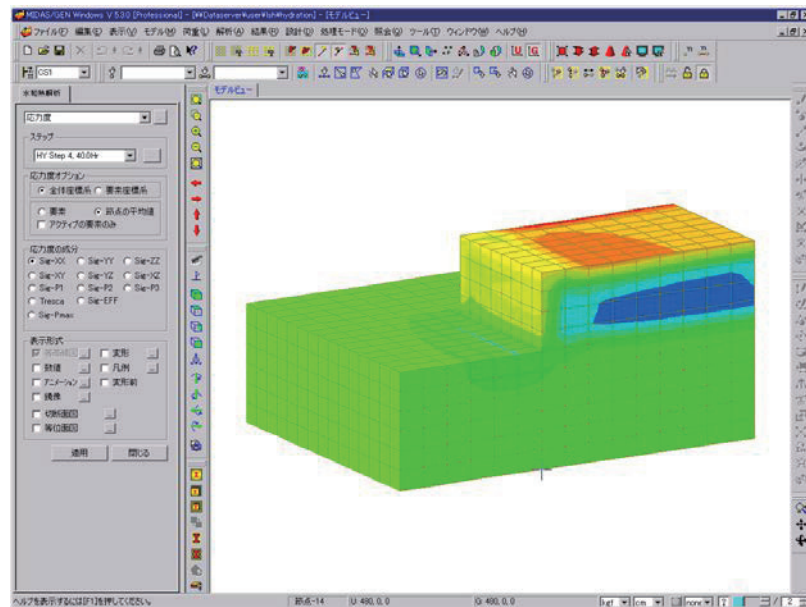 MIDAS/GEN Windows V 5.3.0 [Professional] - [¥¥Dataserver¥user¥lsh¥hydration] - [モデルビュー]
ファイル(F) 編集(E) 表示(V) モデル(M) 荷重(L) 解析(A) 結果(R) 設計(D) 処理モード(O) 照会(Q) ツール(T) ウィンドウ(W) ヘルプ(H)
CS1
水和熱解析
モデルビュー
応力度
ステップ
HY Step 4, 40.0Hr
応力度オプション
全体座標系 要素座標系
要素 節点の平均値
アクティブの要素のみ
応力度の成分
Sig-XX Sig-YY Sig-ZZ
Sig-XY Sig-YZ Sig-XZ
Sig-P1 Sig-P2 Sig-P3
Tresca Sig-EFF
Sig-Pmax
表示形式
変形
数値 凡例
アニメーション 変形前
鏡像
切断面図
等位面図
適用 閉じる
ヘルプを表示するには[F1]を押してください。 節点-14 U: 480, 0, 0 G: 480, 0, 0 kgf cm non 2